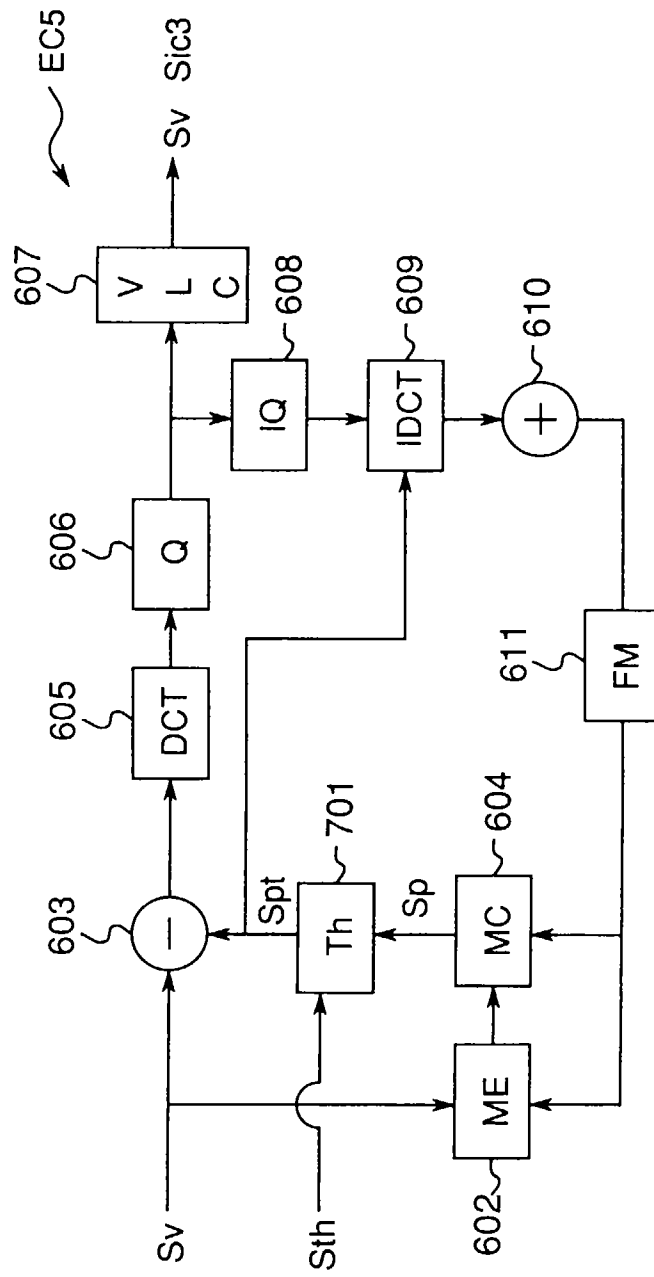 EC5
Sv Sic3
607
V
L
C
608
IQ
609
IDCT
610
+
606
Q
605
DCT
611
FM
603
−
Spt
701
Th
Sp
604
MC
ME
602
Sv
Sth